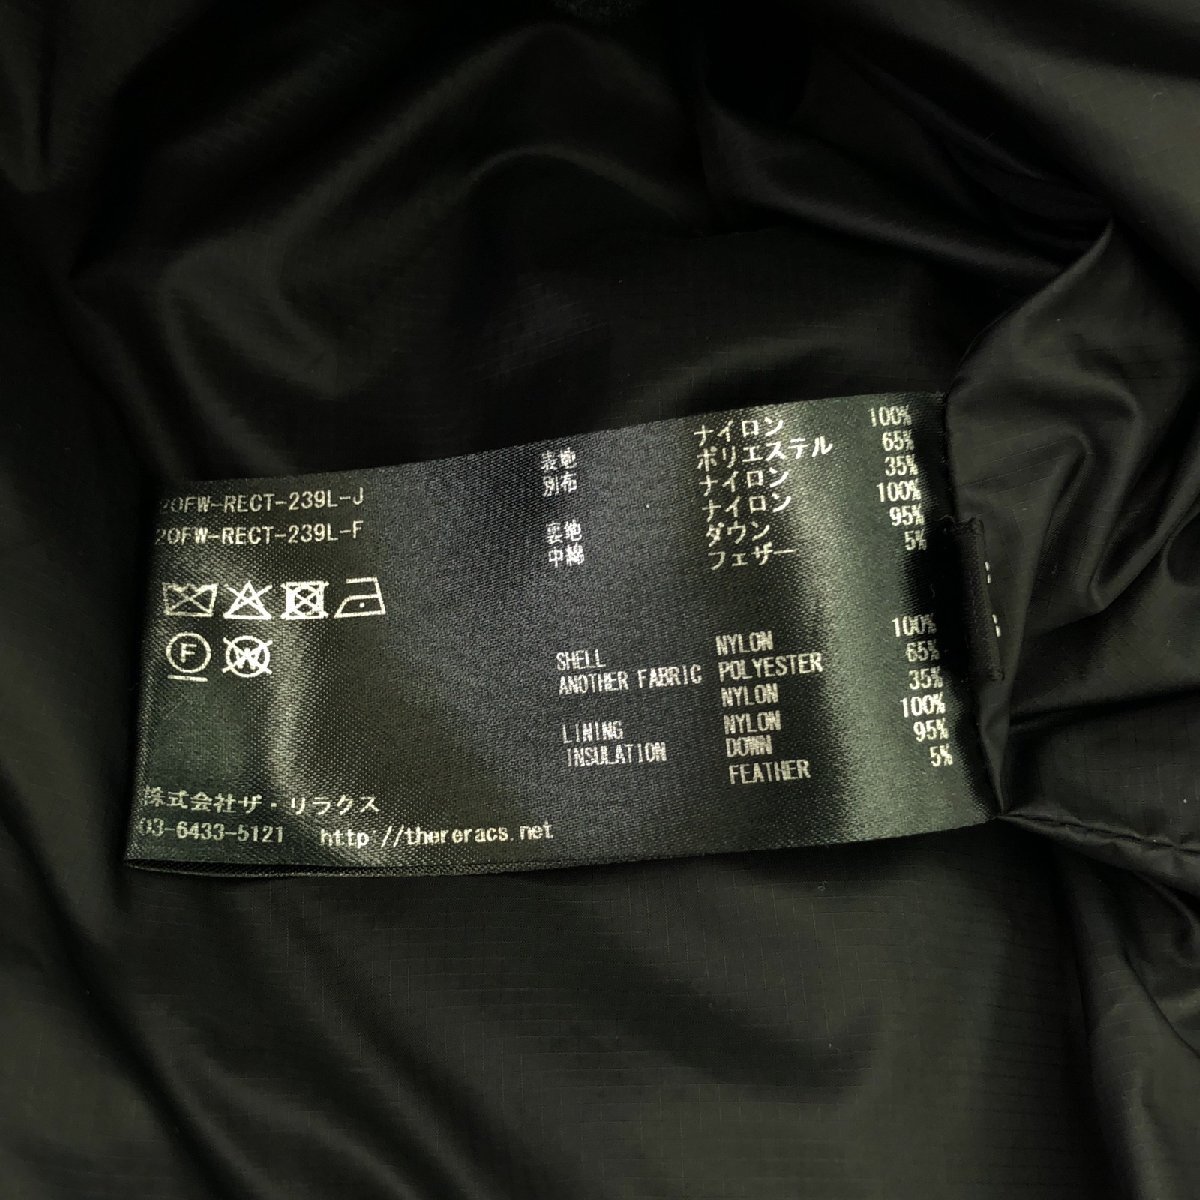 20FW-RECT-239L-J
20FW-RECT-239L-F
F
W
株式会社ザ・リラクス
03-6433-5121 http://thereracs.net
表地 ナイロン 100%
別布 ポリエステル 65%
ナイロン 35%
裏地 ナイロン 100%
中綿 ダウン 95%
フェザー 5%
SHELL NYLON 100%
ANOTHER FABRIC POLYESTER 65%
NYLON 35%
LINING NYLON 100%
INSULATION DOWN 95%
FEATHER 5%